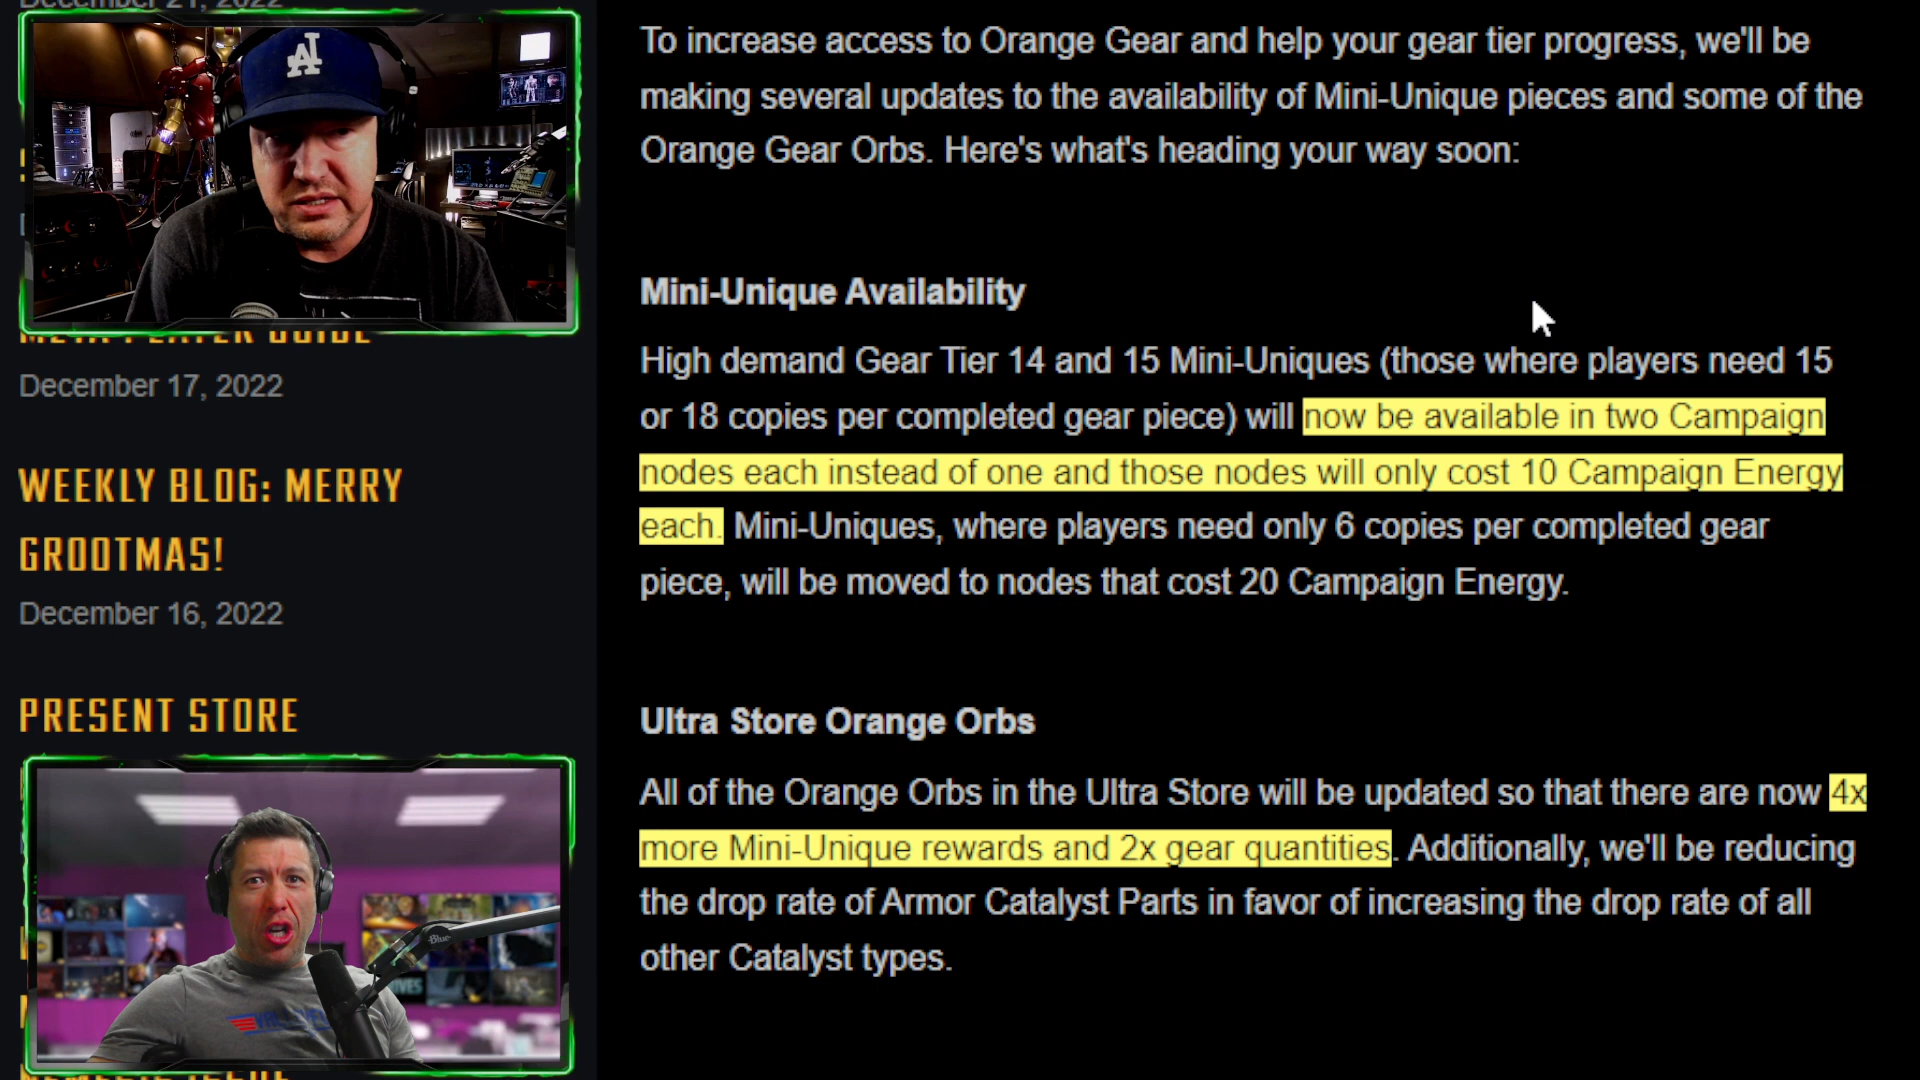 December 21, 2022
META PLAYER GUIDE
December 17, 2022
WEEKLY BLOG: MERRY
GROOTMAS!
December 16, 2022
PRESENT STORE
To increase access to Orange Gear and help your gear tier progress, we'll be
making several updates to the availability of Mini-Unique pieces and some of the
Orange Gear Orbs. Here's what's heading your way soon:
Mini-Unique Availability
High demand Gear Tier 14 and 15 Mini-Uniques (those where players need 15
or 18 copies per completed gear piece) will now be available in two Campaign
nodes each instead of one and those nodes will only cost 10 Campaign Energy
each. Mini-Uniques, where players need only 6 copies per completed gear
piece, will be moved to nodes that cost 20 Campaign Energy.
Ultra Store Orange Orbs
All of the Orange Orbs in the Ultra Store will be updated so that there are now 4x
more Mini-Unique rewards and 2x gear quantities. Additionally, we'll be reducing
the drop rate of Armor Catalyst Parts in favor of increasing the drop rate of all
other Catalyst types.
LA
Blue